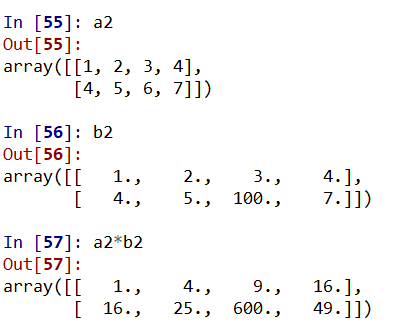 In [55]: a2
Out[55]:
array([[1, 2, 3, 4],
       [4, 5, 6, 7]])
In [56]: b2
Out[56]:
array([[   1.,    2.,    3.,    4.],
       [   4.,    5.,  100.,    7.]])
In [57]: a2*b2
Out[57]:
array([[   1.,    4.,    9.,   16.],
       [  16.,   25.,  600.,   49.]])